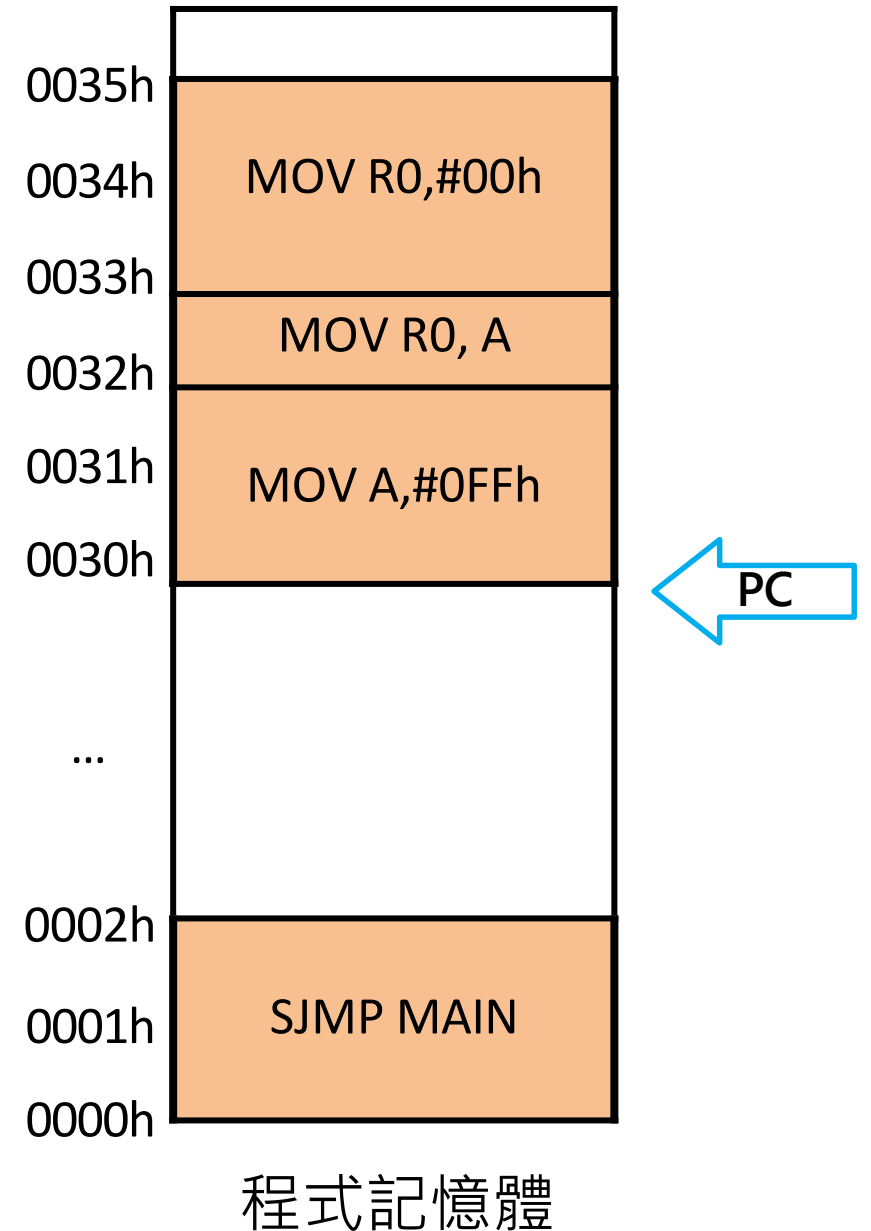 0035h
0034h
MOV R0,#00h
0033h
MOV R0, A
0032h
0031h
MOV A,#0FFh
0030h
PC
...
0002h
0001h
SJMP MAIN
0000h
程式記憶體